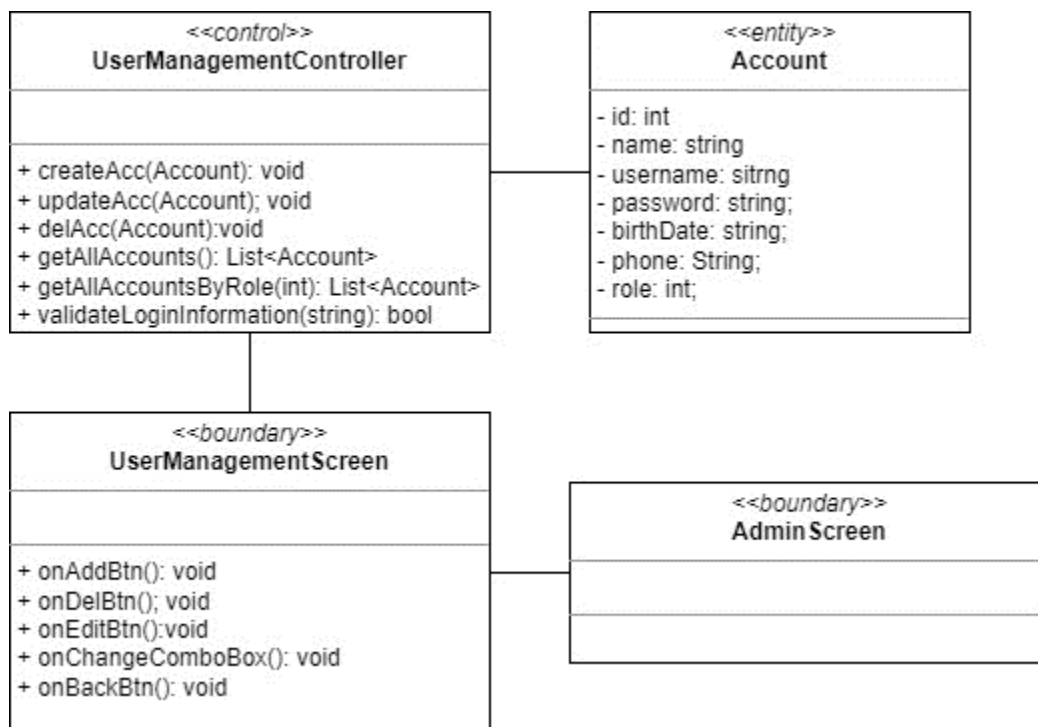 <<control>>
UserManagementController
+ createAcc(Account): void
+ updateAcc(Account); void
+ delAcc(Account):void
+ getAllAccounts(): List<Account>
+ getAllAccountsByRole(int): List<Account>
+ validateLoginInformation(string): bool
<<entity>>
Account
- id: int
- name: string
- username: sitrng
- password: string;
- birthDate: string;
- phone: String;
- role: int;
<<boundary>>
UserManagementScreen
+ onAddBtn(): void
+ onDelBtn(); void
+ onEditBtn():void
+ onChangeComboBox(): void
+ onBackBtn(): void
<<boundary>>
AdminScreen